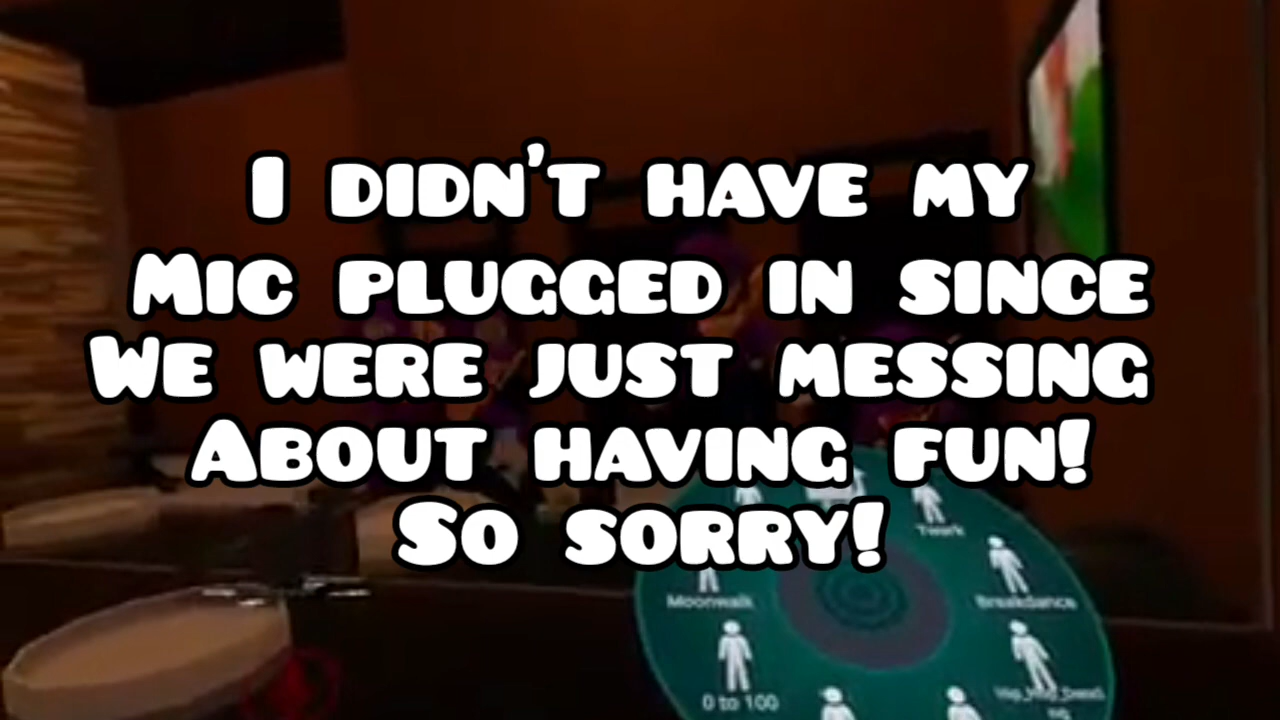 I didn't have my
Mic plugged in since
We were just messing
About having fun!
So sorry!
Twerk
Moonwalk
Breakdance
0 to 100